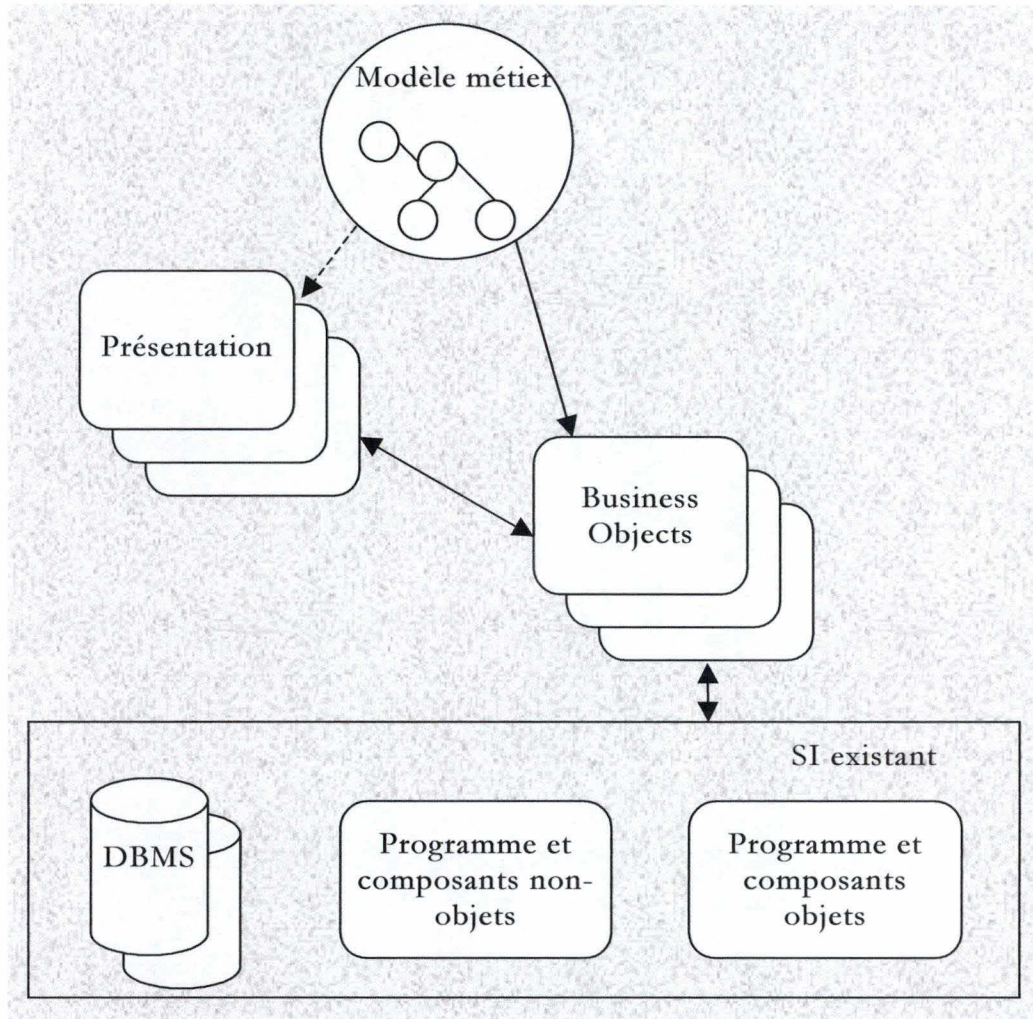 Modèle métier
Présentation
Business
Objects
SI existant
DBMS
Programme et
composants non-
objets
Programme et
composants
objets